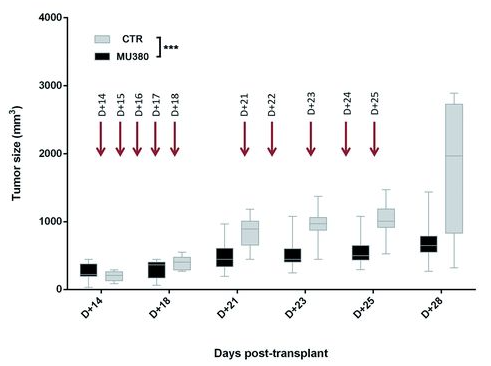 4000
3000
2000
1000
0
Tumor size (mm³)
CTR
MU380
***
D+14
D+15
D+16
D+17
D+18
D+21
D+22
D+23
D+24
D+25
D+14
D+18
D+21
D+23
D+25
D+28
Days post-transplant